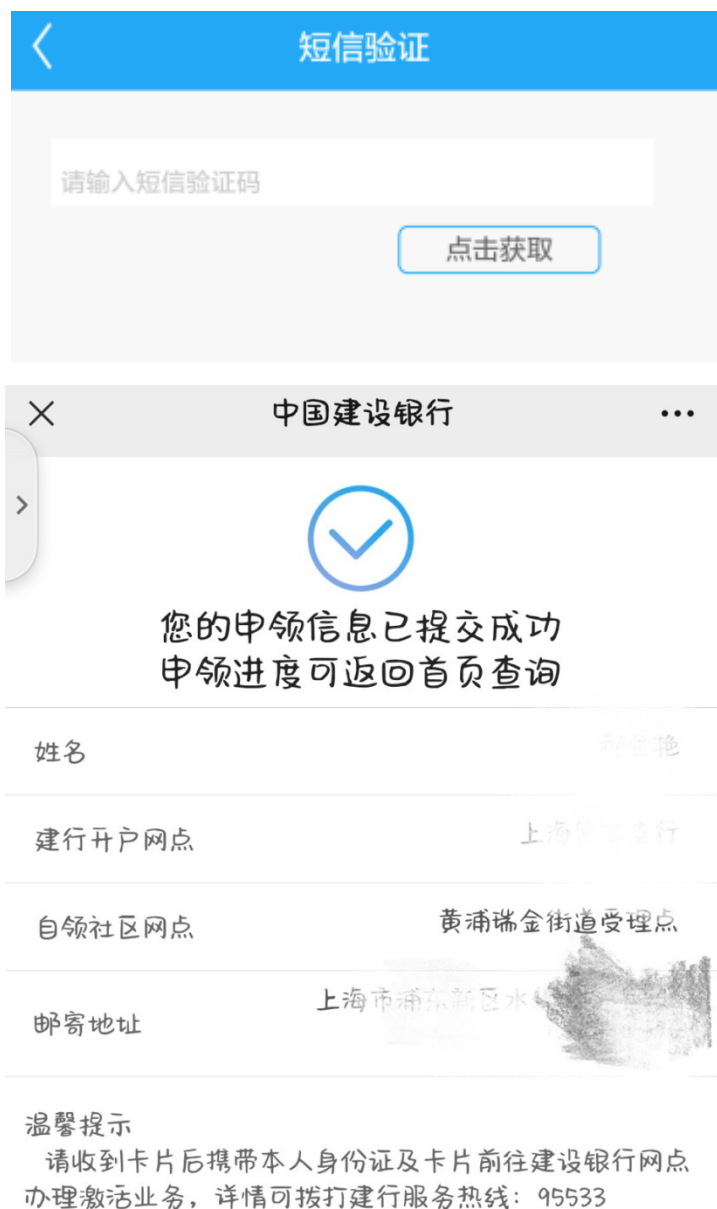 短信验证
请输入短信验证码
点击获取
中国建设银行
您的申领信息已提交成功
申领进度可返回首页查询
姓名
艳
建行开户网点
上海 行
自领社区网点
黄浦瑞金街道受理点
邮寄地址
上海市浦东新区水
温馨提示
请收到卡片后携带本人身份证及卡片前往建设银行网点
办理激活业务，详情可拨打建行服务热线：95533